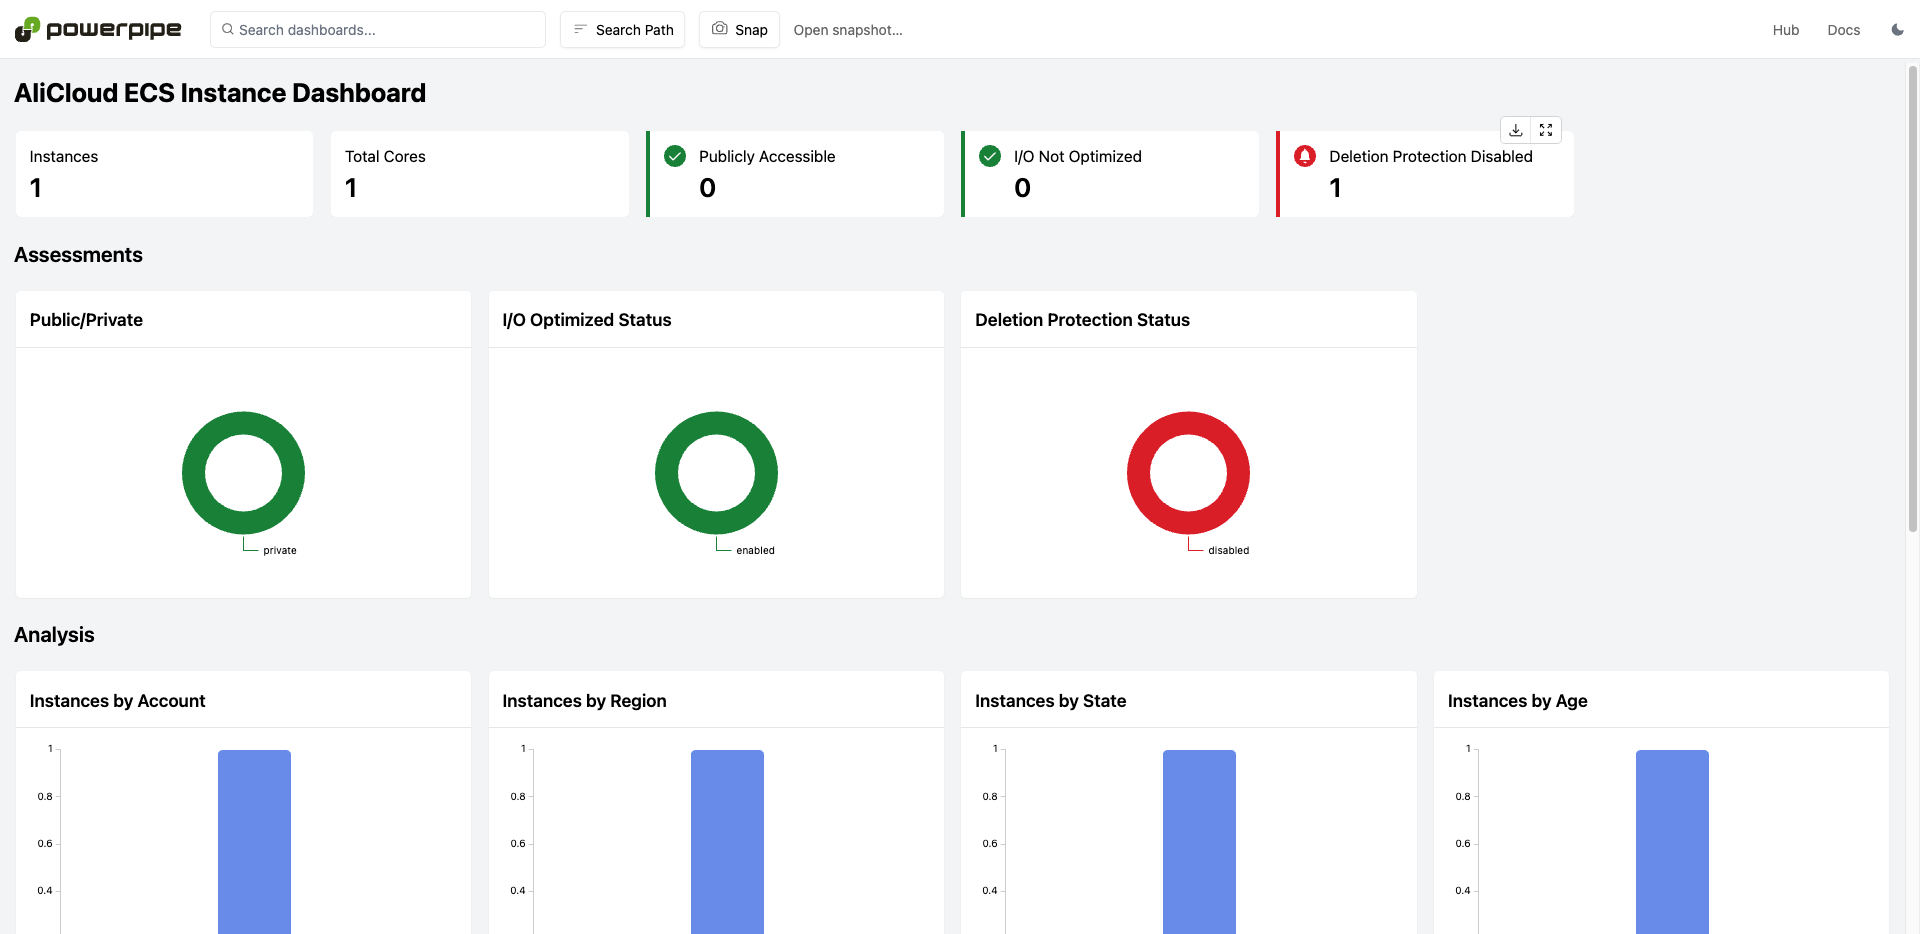 powerpipe
Search dashboards...
Search Path
Snap
Open snapshot...
Hub
Docs
AliCloud ECS Instance Dashboard
Instances
1
Total Cores
1
Publicly Accessible
0
I/O Not Optimized
0
Deletion Protection Disabled
1
Assessments
Public/Private
private
I/O Optimized Status
enabled
Deletion Protection Status
disabled
Analysis
Instances by Account
1
0.8
0.6
0.4
Instances by Region
1
0.8
0.6
0.4
Instances by State
1
0.8
0.6
0.4
Instances by Age
1
0.8
0.6
0.4